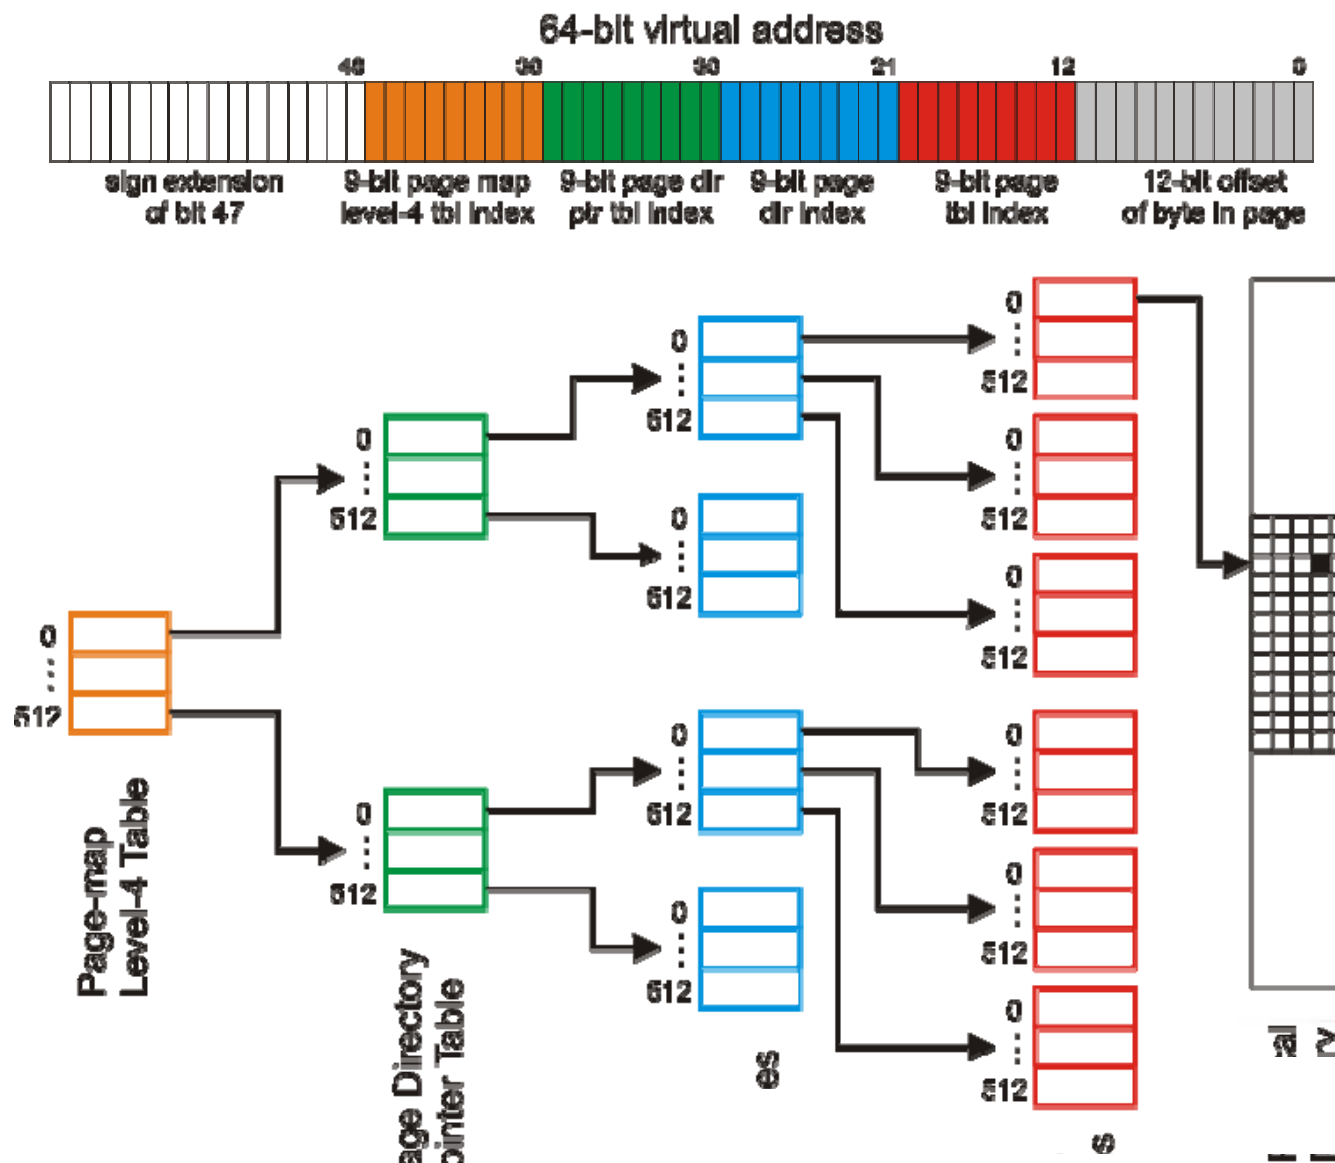 64-bit virtual address
48 39 30 21 12 0
sign extension
of bit 47
9-bit page map
level-4 tbl index
9-bit page dir
ptr tbl index
9-bit page
dir index
9-bit page
tbl index
12-bit offset
of byte in page
0
...
512
Page-map
Level-4 Table
0
...
512
0
...
512
age Directory
ointer Table
0
...
512
0
...
512
0
...
512
0
...
512
es
0
...
512
0
...
512
0
...
512
0
...
512
0
...
512
0
...
512
s
cal
ry